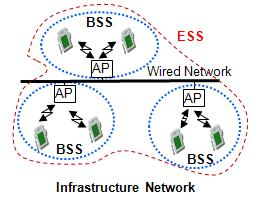 BSS
ESS
AP
Wired Network
AP
AP
BSS
BSS
Infrastructure Network